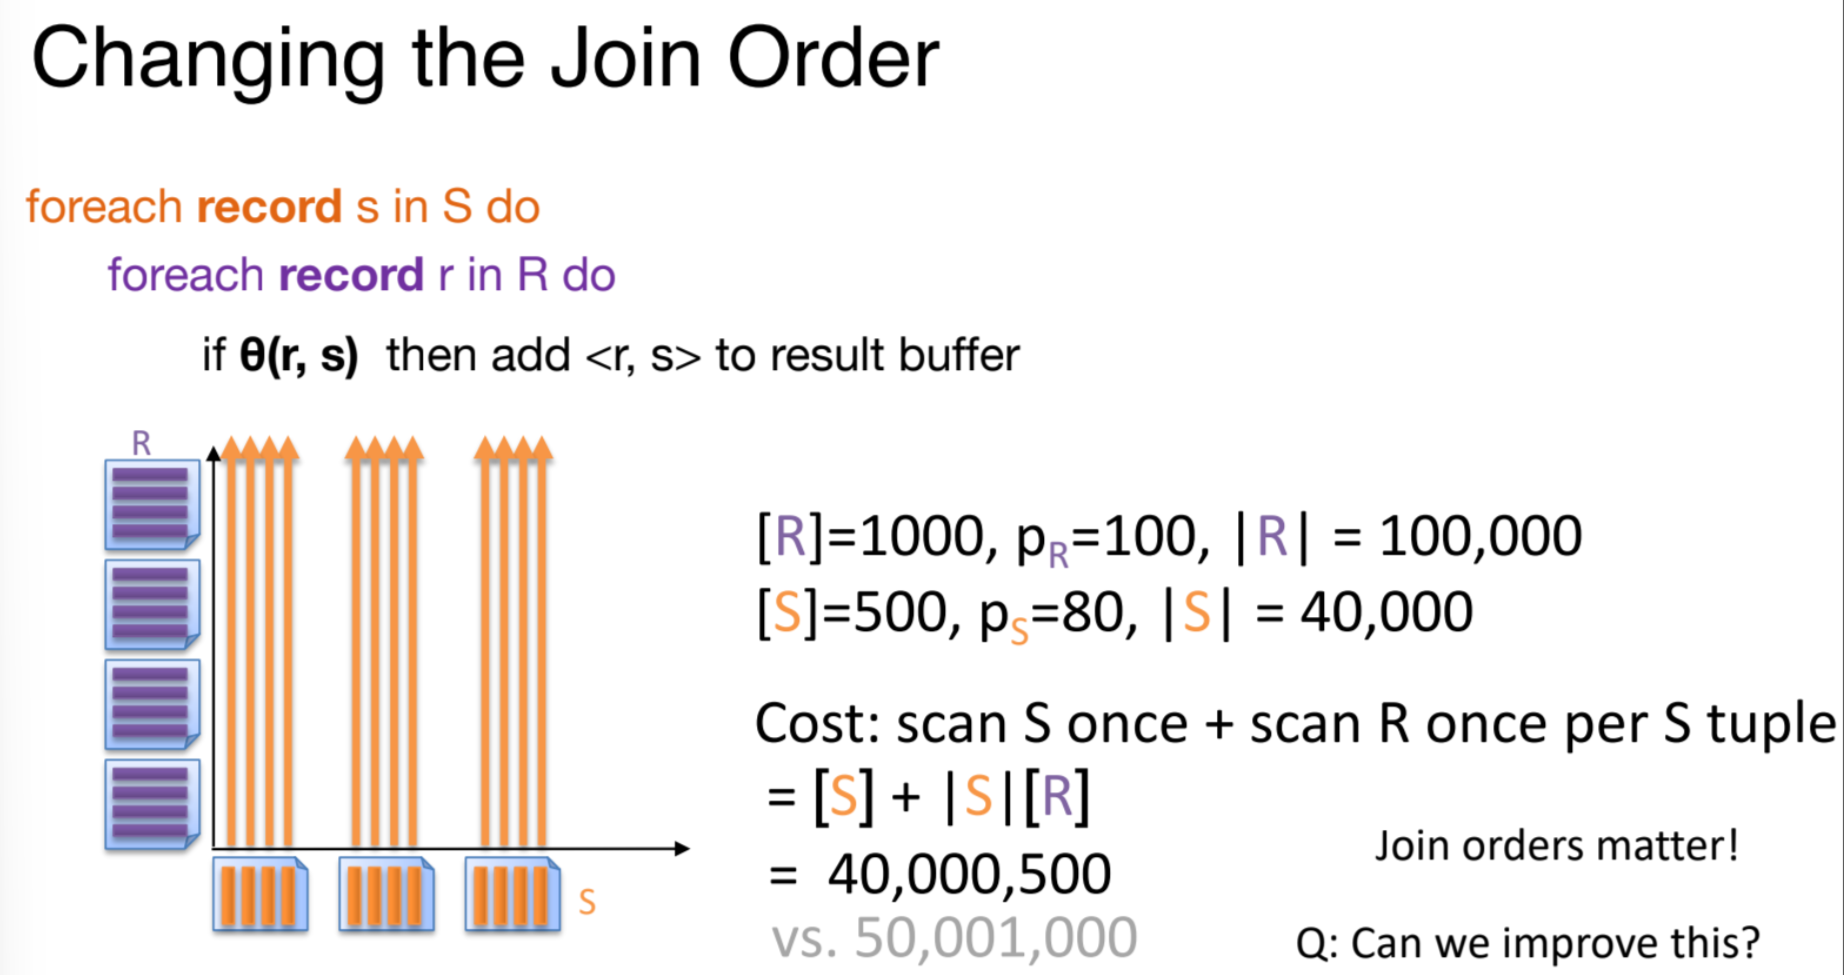 Changing the Join Order
foreach record s in S do
foreach record r in R do
if θ(r, s) then add <r, s> to result buffer
R
S
[R]=1000, pR=100, |R| = 100,000
[S]=500, pS=80, |S| = 40,000
Cost: scan S once + scan R once per S tuple
= [S] + |S|[R]
= 40,000,500
vs. 50,001,000
Join orders matter!
Q: Can we improve this?